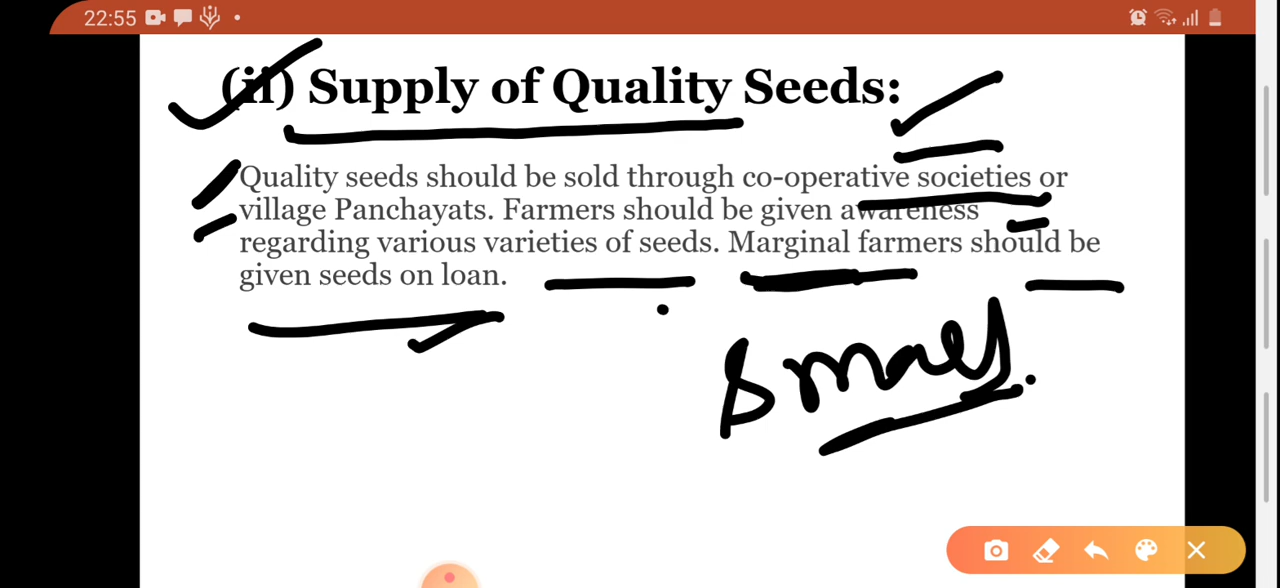 22:55
(ii) Supply of Quality Seeds:
Quality seeds should be sold through co-operative societies or
village Panchayats. Farmers should be given awareness
regarding various varieties of seeds. Marginal farmers should be
given seeds on loan.
Small